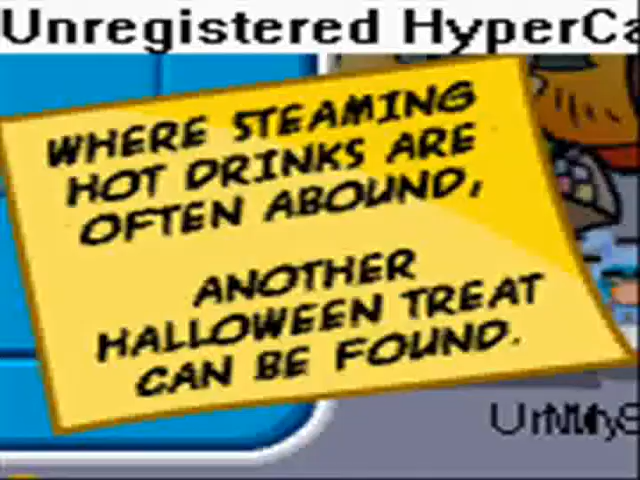 Unregistered HyperCa
WHERE STEAMING
HOT DRINKS ARE
OFTEN ABOUND,
ANOTHER
HALLOWEEN TREAT
CAN BE FOUND.